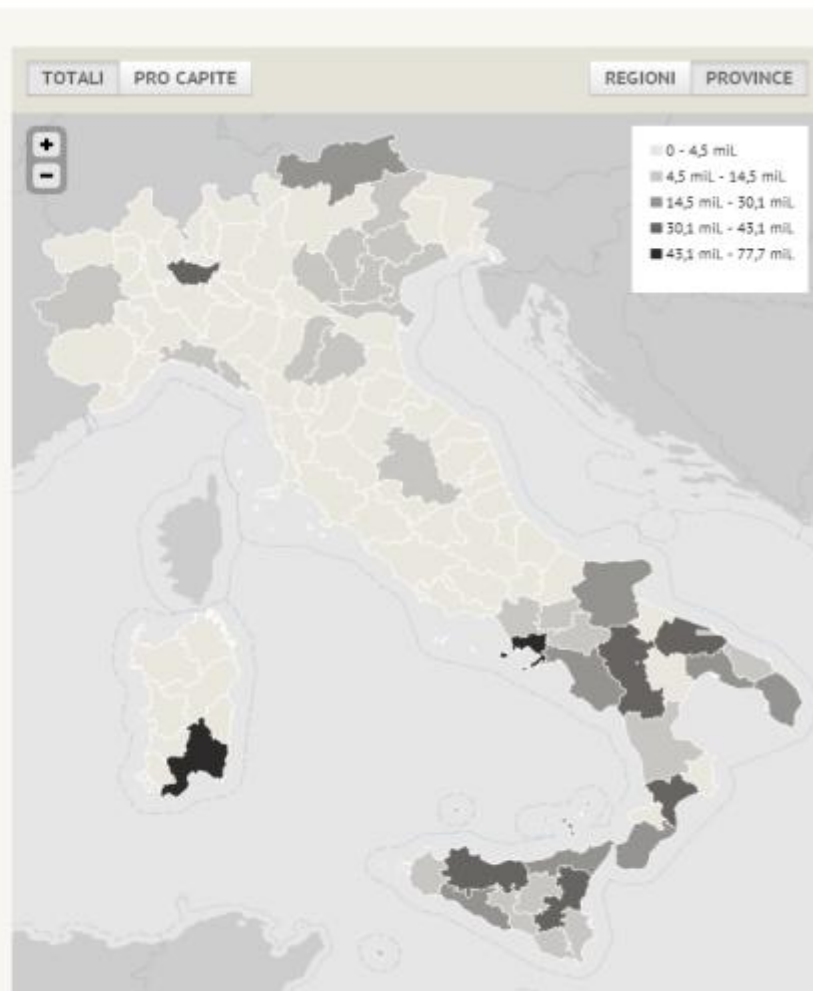 TOTALI PRO CAPITE REGIONI PROVINCE
+
−
0 - 4,5 mil.
4,5 mil. - 14,5 mil.
14,5 mil. - 30,1 mil.
30,1 mil. - 43,1 mil.
43,1 mil. - 77,7 mil.